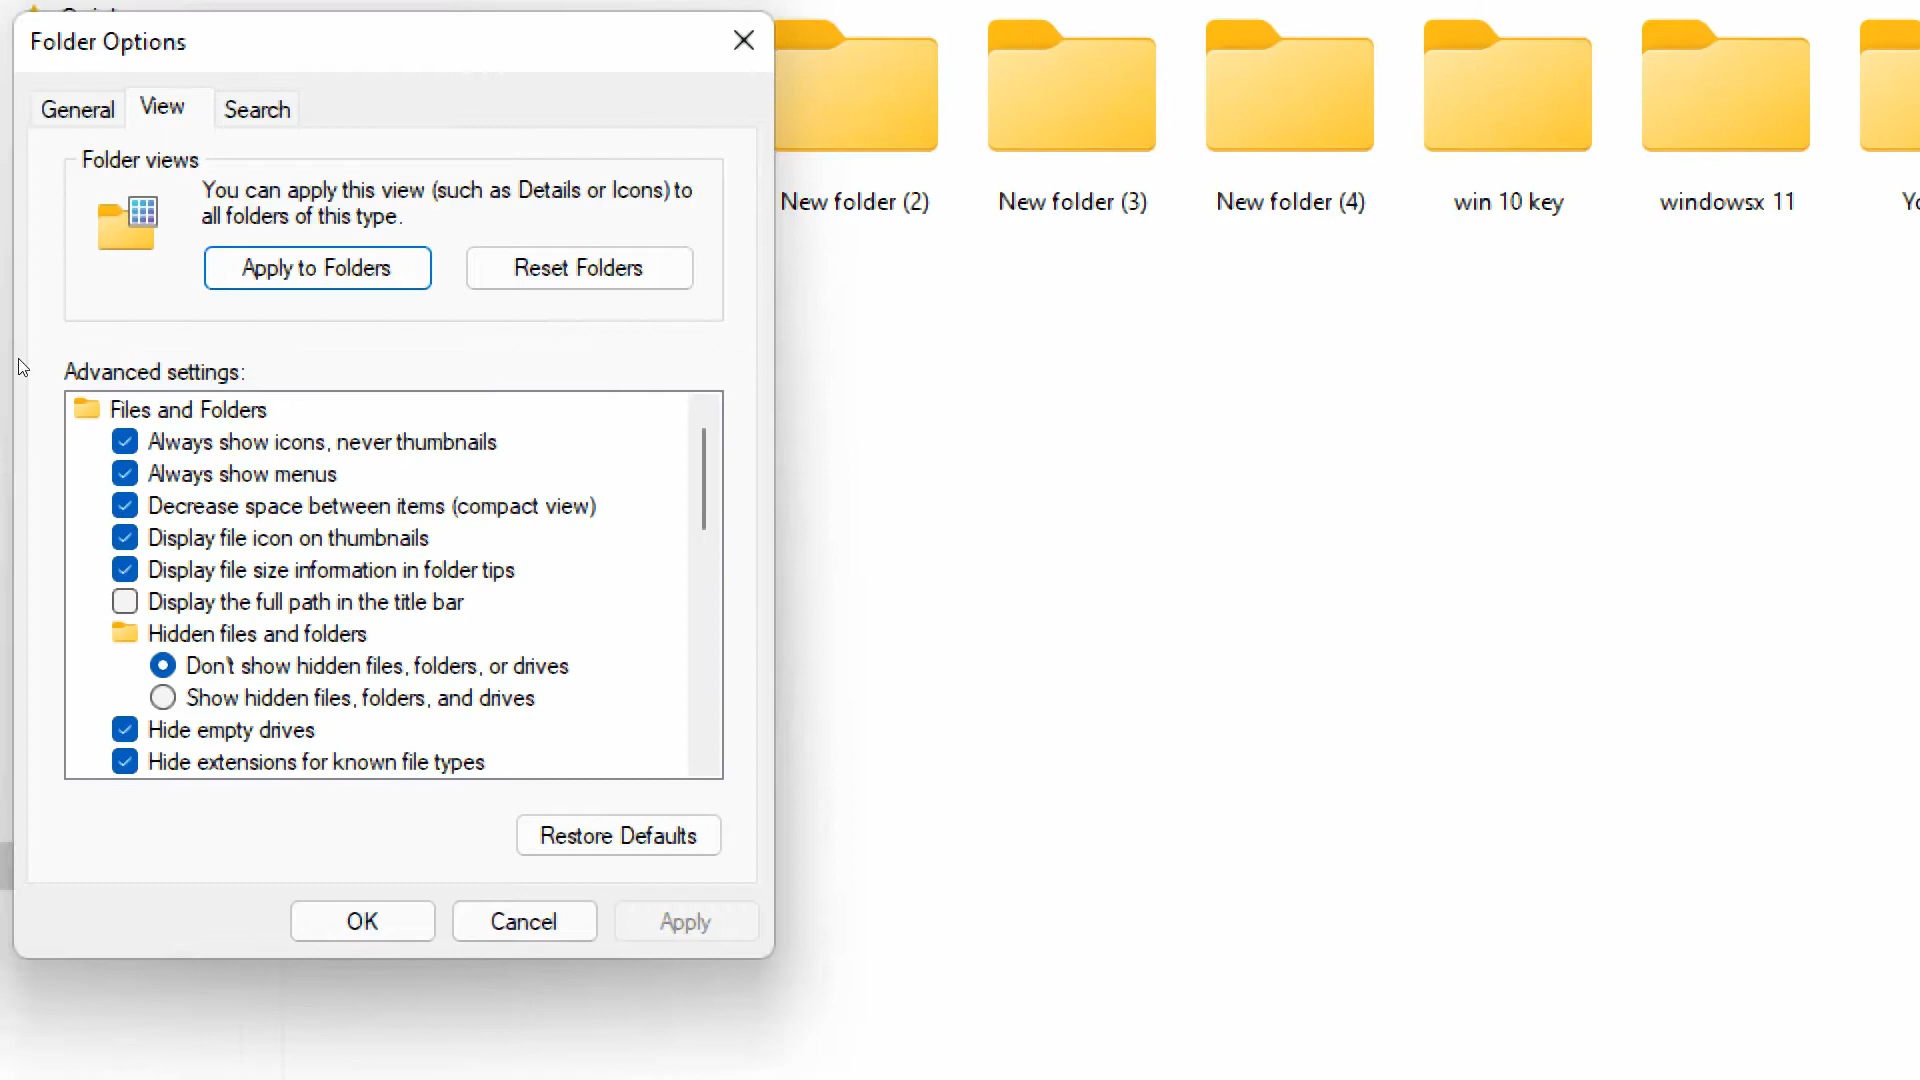 Folder Options
General
View
Search
Folder views
You can apply this view (such as Details or Icons) to
all folders of this type.
Apply to Folders
Reset Folders
Advanced settings:
Files and Folders
Always show icons, never thumbnails
Always show menus
Decrease space between items (compact view)
Display file icon on thumbnails
Display file size information in folder tips
Display the full path in the title bar
Hidden files and folders
Don't show hidden files, folders, or drives
Show hidden files, folders, and drives
Hide empty drives
Hide extensions for known file types
Restore Defaults
OK
Cancel
Apply
New folder (2)
New folder (3)
New folder (4)
win 10 key
windowsx 11